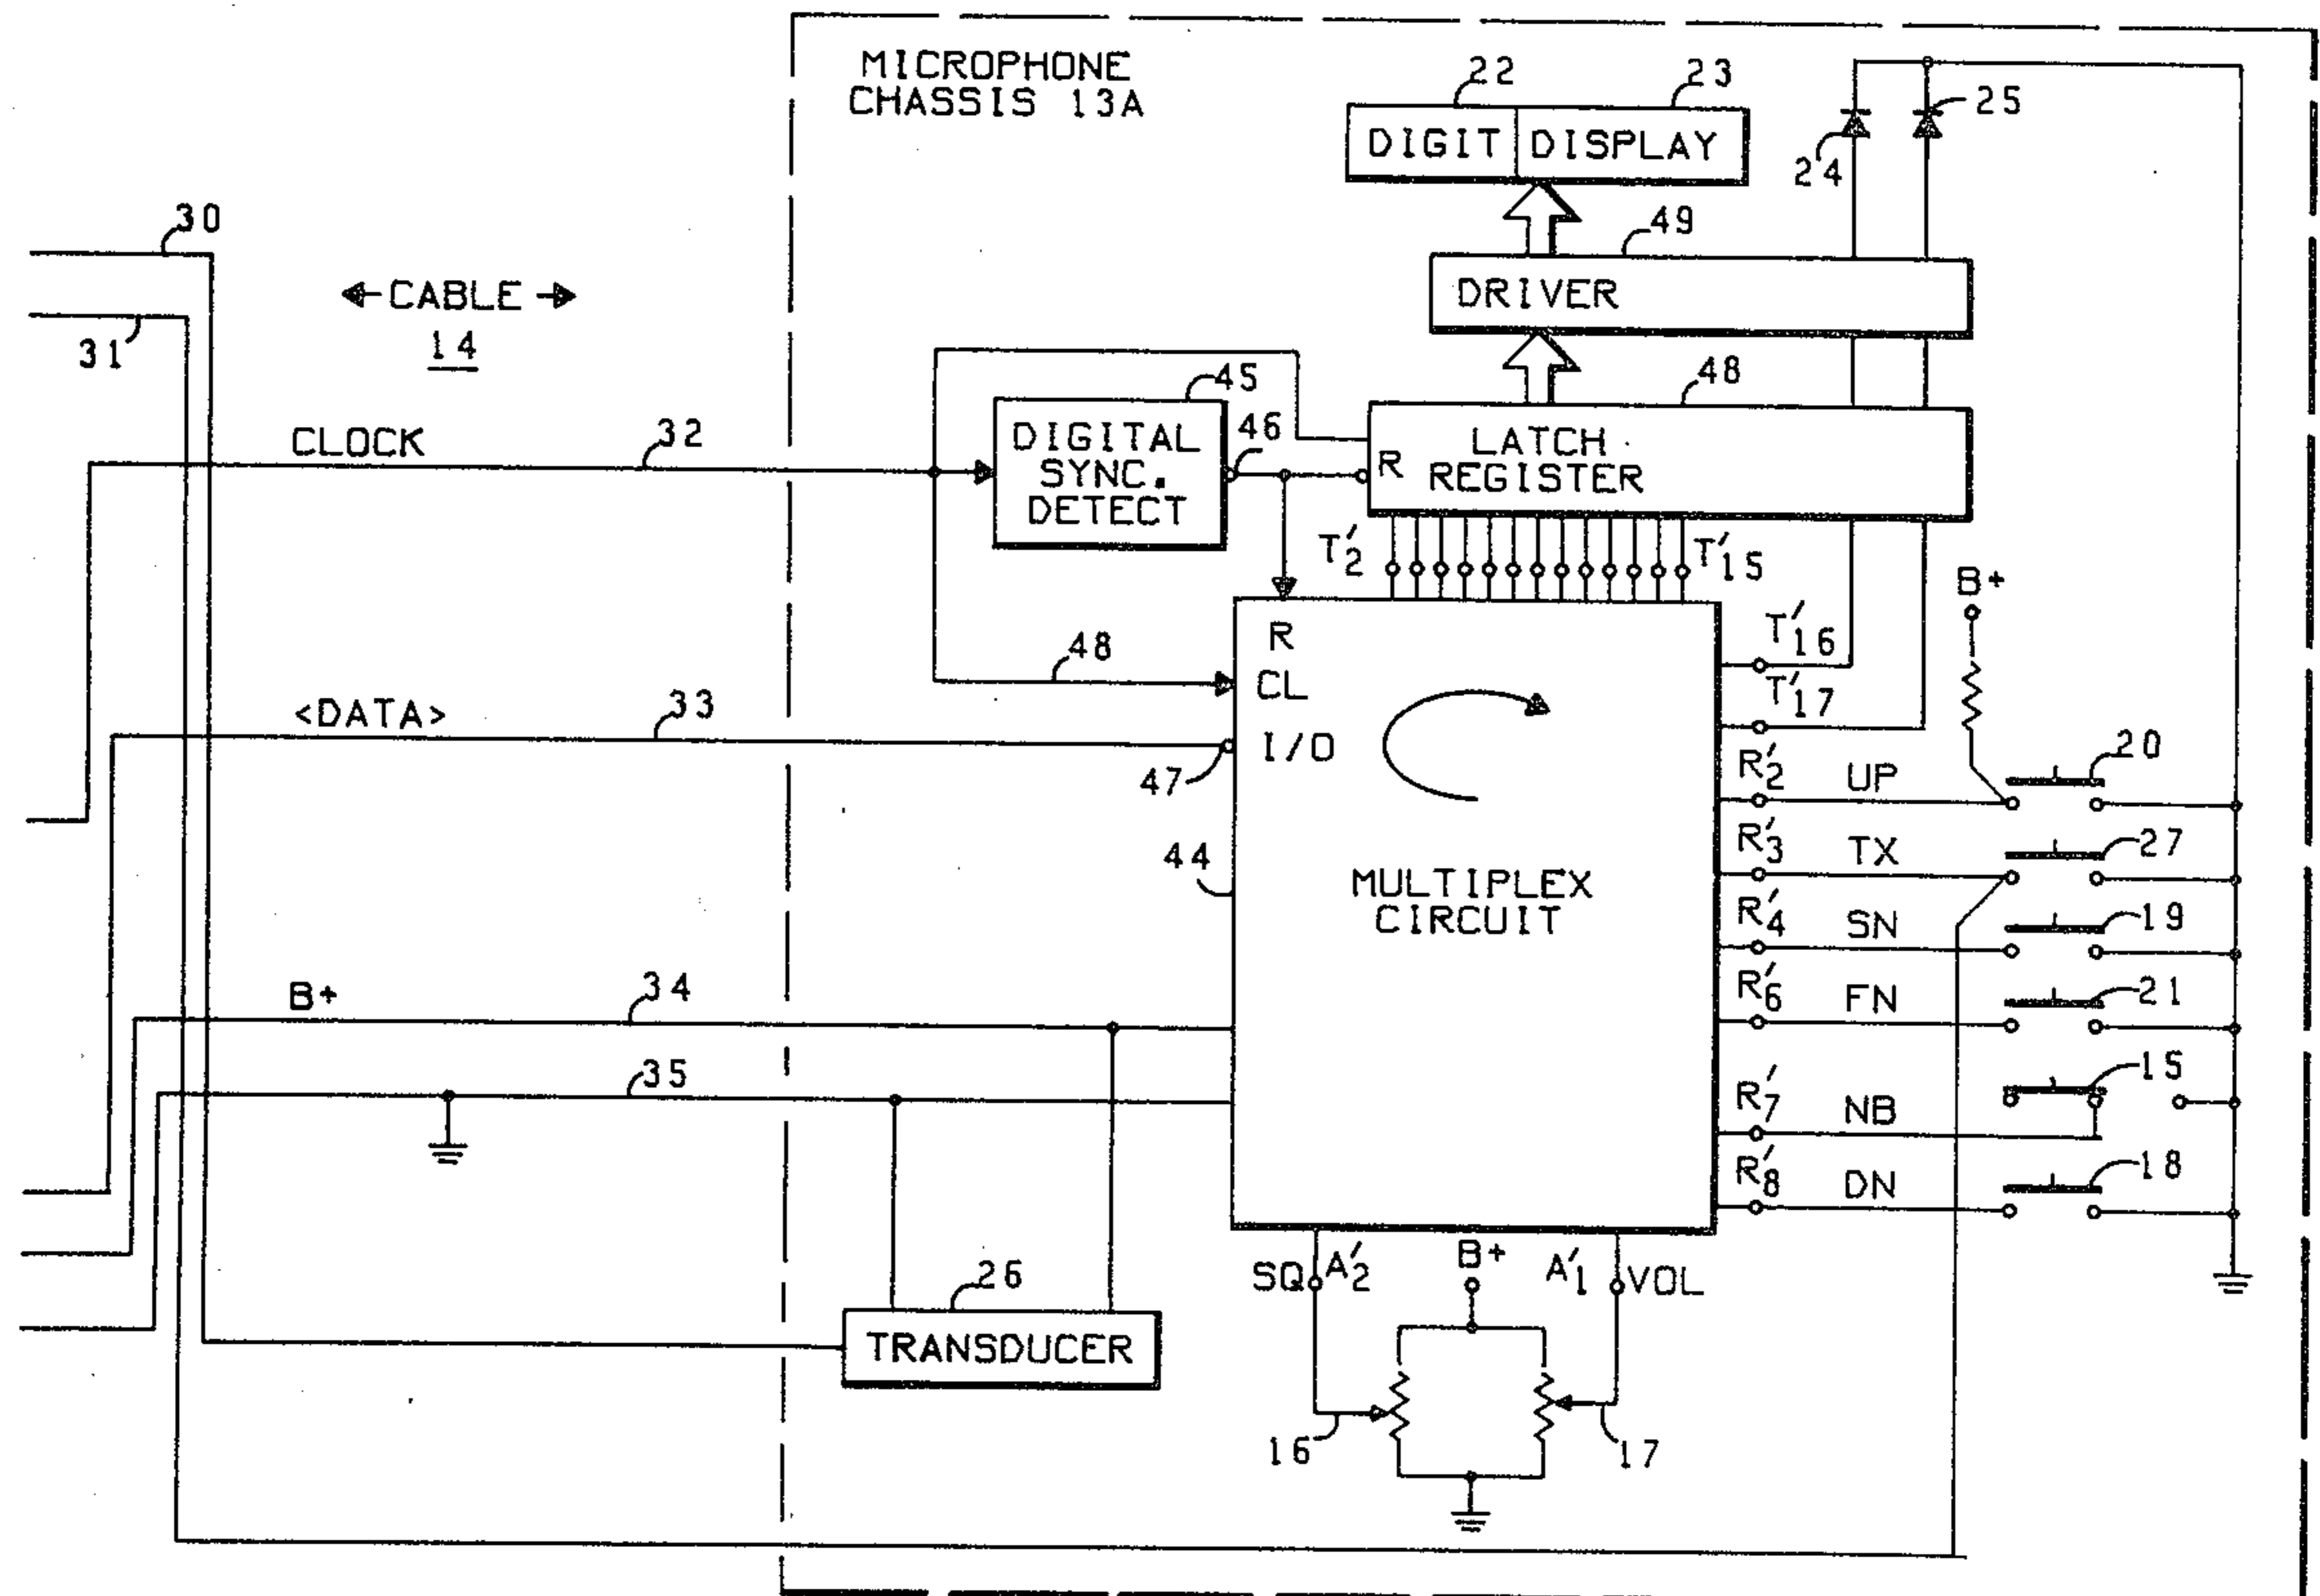 MICROPHONE
CHASSIS 13A
22
23
DIGIT DISPLAY
24
25
30
31
←CABLE→
14
49
DRIVER
48
45
46
CLOCK
32
DIGITAL
SYNC.
DETECT
R
LATCH
REGISTER
T'2
T'15
B+
R
48
CL
T'16
T'17
<DATA>
33
I/O
47
R'2 UP
20
44
MULTIPLEX
CIRCUIT
R'3 TX
27
R'4 SN
19
B+
34
R'6 FN
21
35
R'7 NB
15
R'8 DN
18
26
TRANSDUCER
SQ A'2
B+
A'1 VOL
16
17